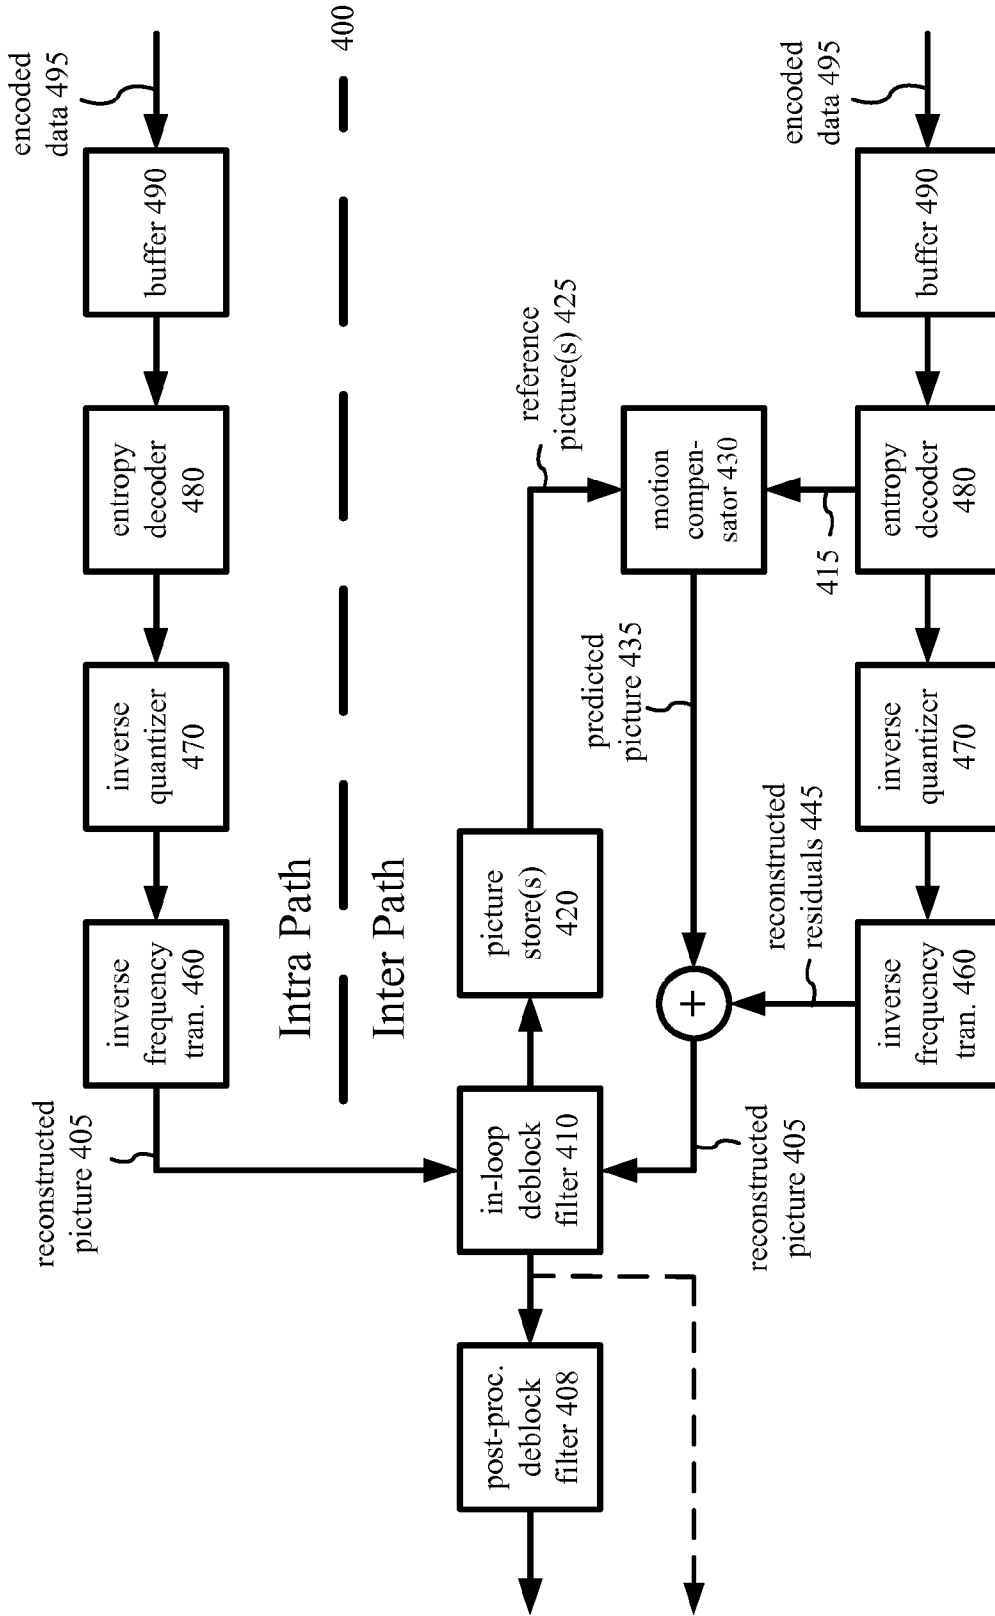 encoded
data 495
buffer 490
entropy
decoder
480
inverse
quantizer
470
inverse
frequency
tran. 460
reconstructed
picture 405
400
Intra Path
Inter Path
reference
picture(s) 425
picture
store(s)
420
in-loop
deblock
filter 410
post-proc.
deblock
filter 408
motion
compen-
sator 430
predicted
picture 435
+
reconstructed
picture 405
415
reconstructed
residuals 445
encoded
data 495
buffer 490
entropy
decoder
480
inverse
quantizer
470
inverse
frequency
tran. 460